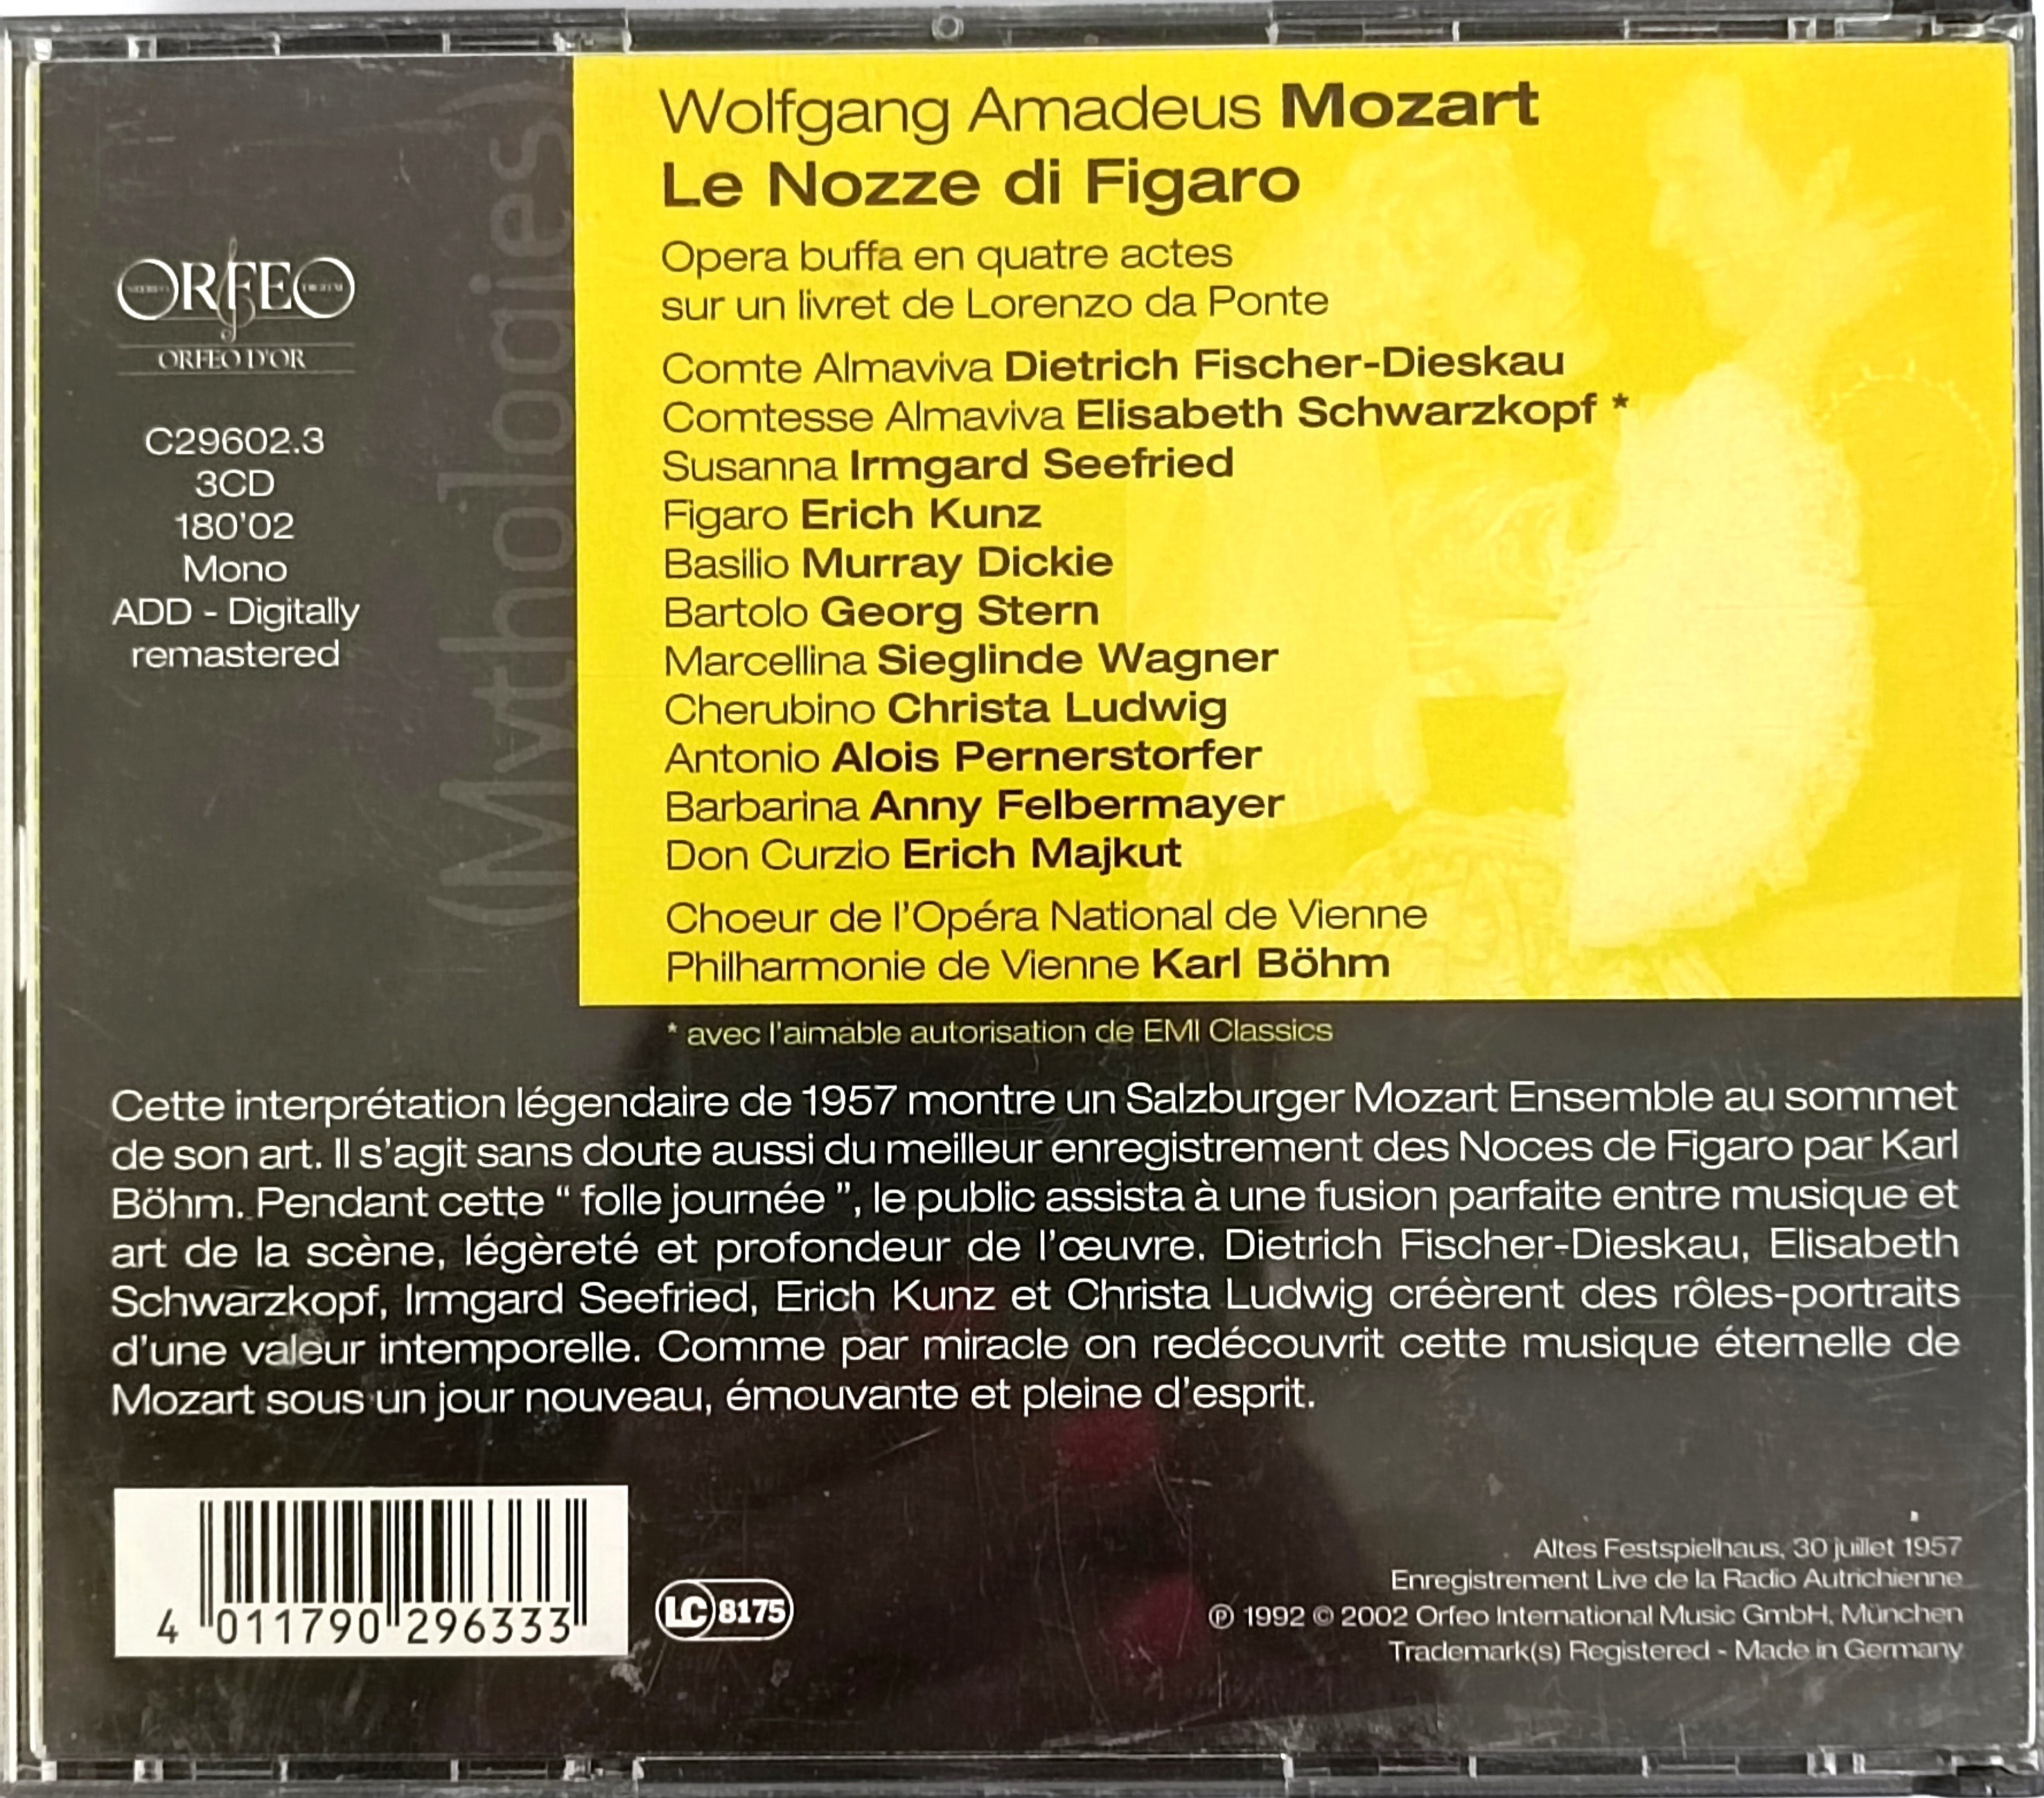 Wolfgang Amadeus Mozart
Le Nozze di Figaro
Opera buffa en quatre actes
sur un livret de Lorenzo da Ponte
Comte Almaviva Dietrich Fischer-Dieskau
Comtesse Almaviva Elisabeth Schwarzkopf *
Susanna Irmgard Seefried
Figaro Erich Kunz
Basilio Murray Dickie
Bartolo Georg Stern
Marcellina Sieglinde Wagner
Cherubino Christa Ludwig
Antonio Alois Pernerstorfer
Barbarina Anny Felbermayer
Don Curzio Erich Majkut
Choeur de l'Opéra National de Vienne
Philharmonie de Vienne Karl Böhm
* avec l'aimable autorisation de EMI Classics
ORFEO
ORFEO D'OR
C29602.3
3CD
180'02
Mono
ADD - Digitally
remastered
(Mythologies)
Cette interprétation légendaire de 1957 montre un Salzburger Mozart Ensemble au sommet
de son art. Il s'agit sans doute aussi du meilleur enregistrement des Noces de Figaro par Karl
Böhm. Pendant cette “ folle journée ”, le public assista à une fusion parfaite entre musique et
art de la scène, légèreté et profondeur de l'œuvre. Dietrich Fischer-Dieskau, Elisabeth
Schwarzkopf, Irmgard Seefried, Erich Kunz et Christa Ludwig créèrent des rôles-portraits
d'une valeur intemporelle. Comme par miracle on redécouvrit cette musique éternelle de
Mozart sous un jour nouveau, émouvante et pleine d'esprit.
4 011790 296333
LC 8175
Altes Festspielhaus, 30 juillet 1957
Enregistrement Live de la Radio Autrichienne
℗ 1992 © 2002 Orfeo International Music GmbH, München
Trademark(s) Registered - Made in Germany